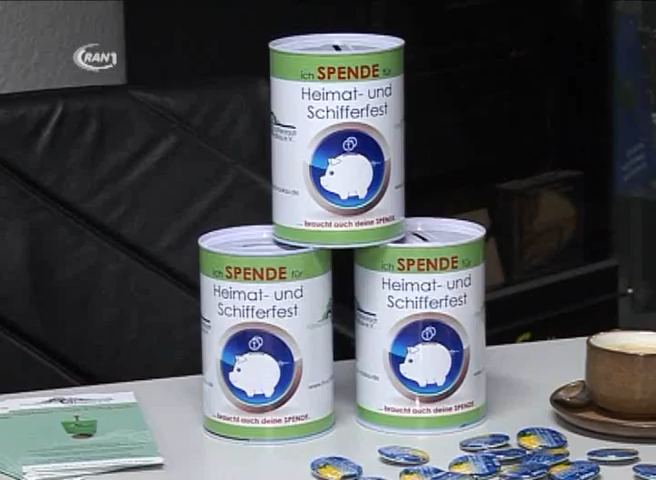 RAN1
ich SPENDE für
Heimat- und
Schifferfest
... braucht auch deine SPENDE.
ich SPENDE für
Heimat- und
Schifferfest
... braucht auch deine SPENDE.
ich SPENDE für
Heimat- und
Schifferfest
... braucht auch deine SPENDE.